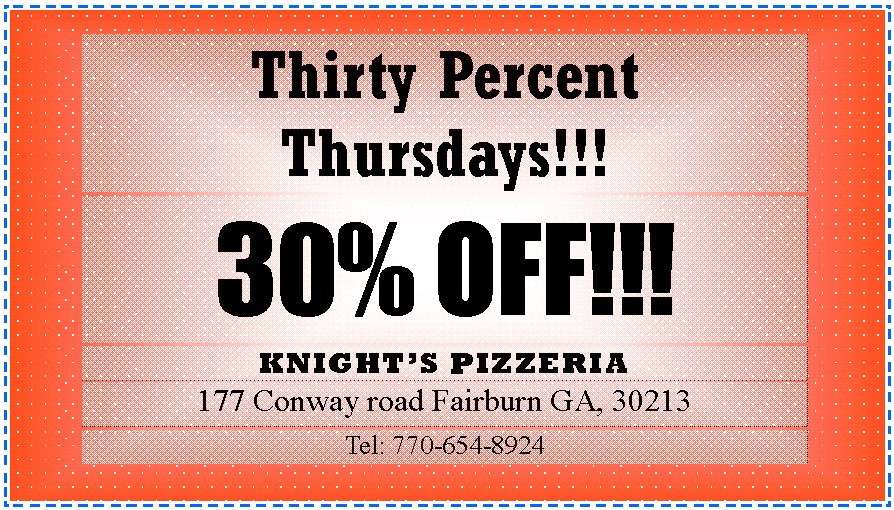 Thirty Percent
Thursdays!!!
30% OFF!!!
KNIGHT'S PIZZERIA
177 Conway road Fairburn GA, 30213
Tel: 770-654-8924